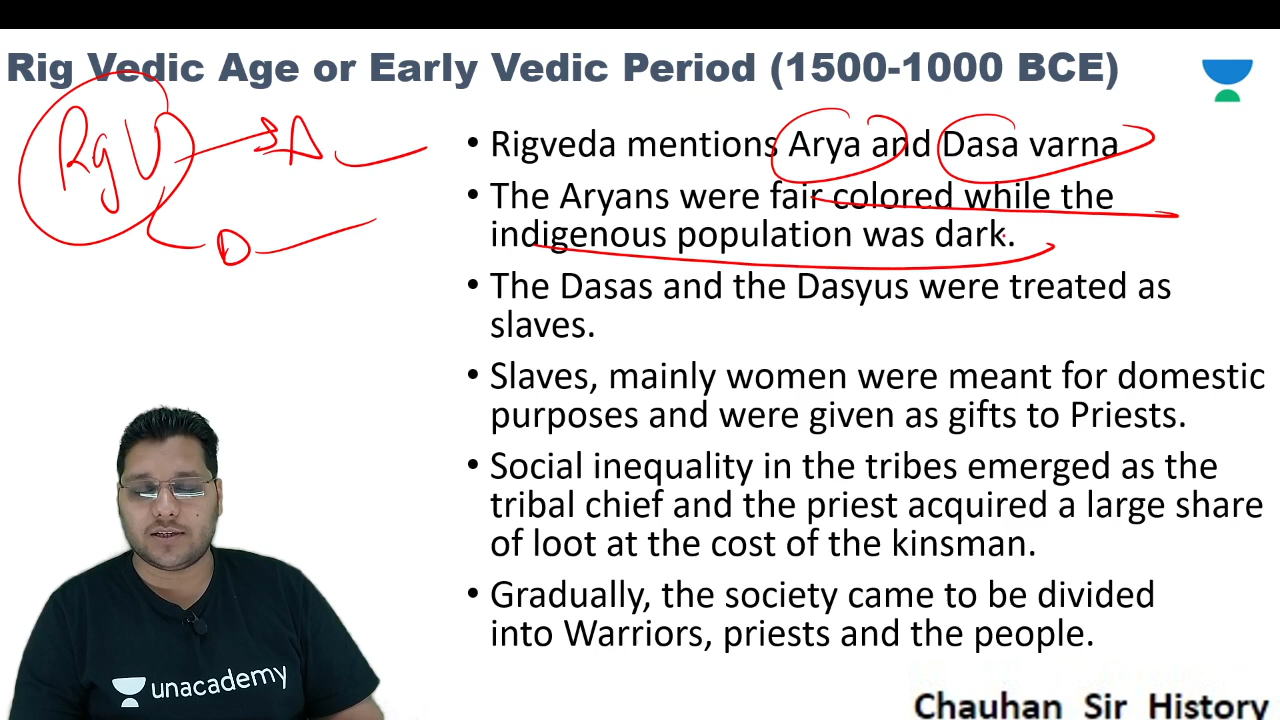 Rig Vedic Age or Early Vedic Period (1500-1000 BCE)
RgV A
D
• Rigveda mentions Arya and Dasa varna
• The Aryans were fair colored while the
indigenous population was dark.
• The Dasas and the Dasyus were treated as
slaves.
• Slaves, mainly women were meant for domestic
purposes and were given as gifts to Priests.
• Social inequality in the tribes emerged as the
tribal chief and the priest acquired a large share
of loot at the cost of the kinsman.
• Gradually, the society came to be divided
into Warriors, priests and the people.
unacademy
Chauhan Sir History